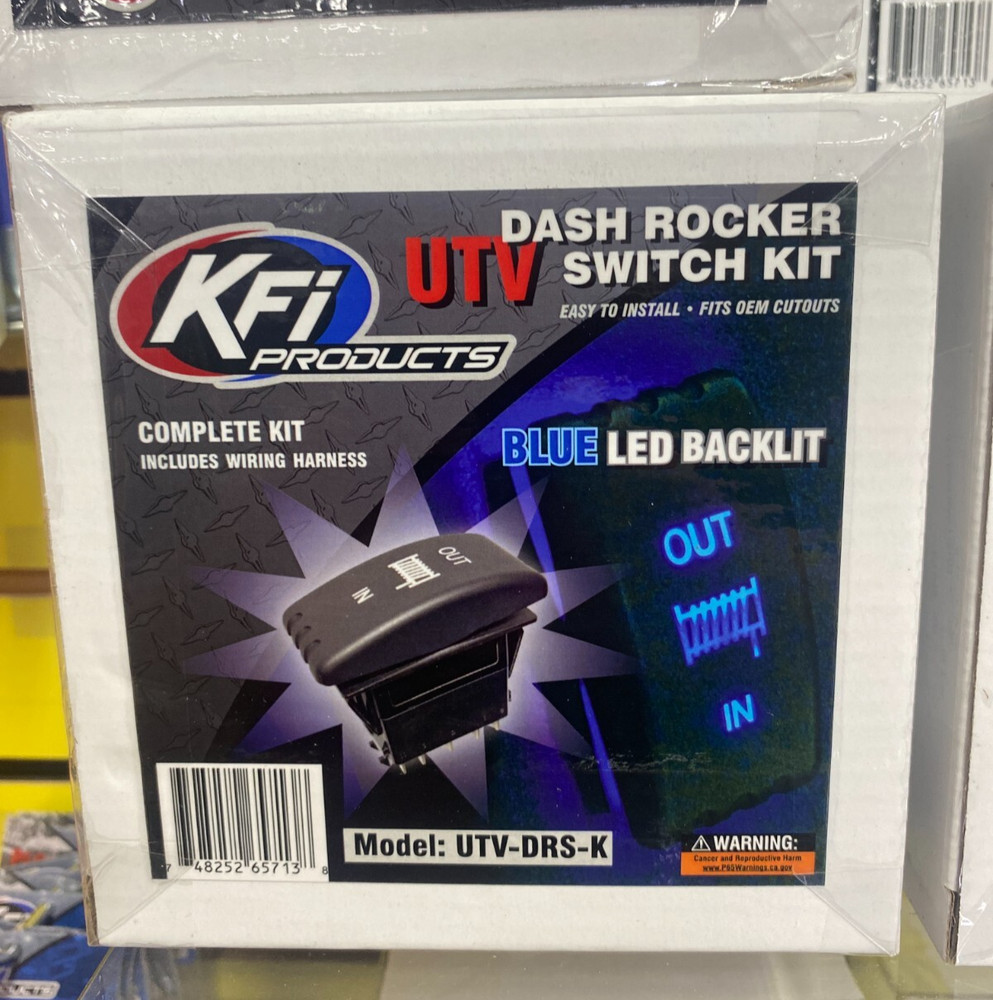 KFi
PRODUCTS
UTV
DASH ROCKER
SWITCH KIT
EASY TO INSTALL • FITS OEM CUTOUTS
COMPLETE KIT
INCLUDES WIRING HARNESS
BLUE LED BACKLIT
OUT
IN
OUT
IN
7 48252 65713 8
Model: UTV-DRS-K
⚠ WARNING:
Cancer and Reproductive Harm
www.P65Warnings.ca.gov
KFi